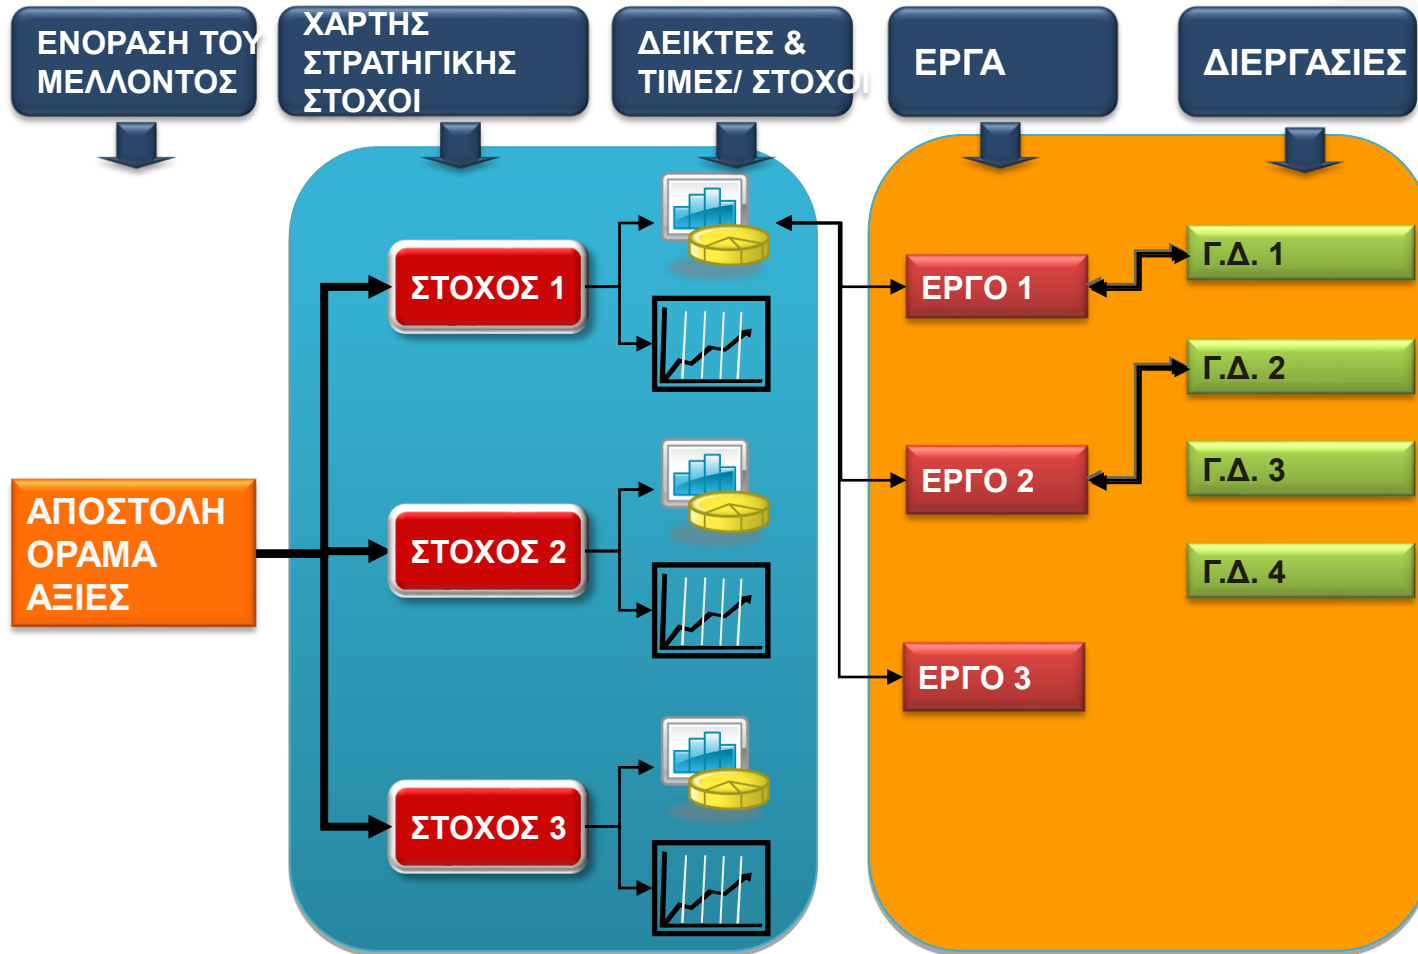 ΕΝΟΡΑΣΗ ΤΟΥ
ΜΕΛΛΟΝΤΟΣ
ΧΑΡΤΗΣ
ΣΤΡΑΤΗΓΙΚΗΣ
ΣΤΟΧΟΙ
ΔΕΙΚΤΕΣ &
ΤΙΜΕΣ/ ΣΤΟΧΟΙ
ΕΡΓΑ
ΔΙΕΡΓΑΣΙΕΣ
ΑΠΟΣΤΟΛΗ
ΟΡΑΜΑ
ΑΞΙΕΣ
ΣΤΟΧΟΣ 1
ΣΤΟΧΟΣ 2
ΣΤΟΧΟΣ 3
ΕΡΓΟ 1
ΕΡΓΟ 2
ΕΡΓΟ 3
Γ.Δ. 1
Γ.Δ. 2
Γ.Δ. 3
Γ.Δ. 4